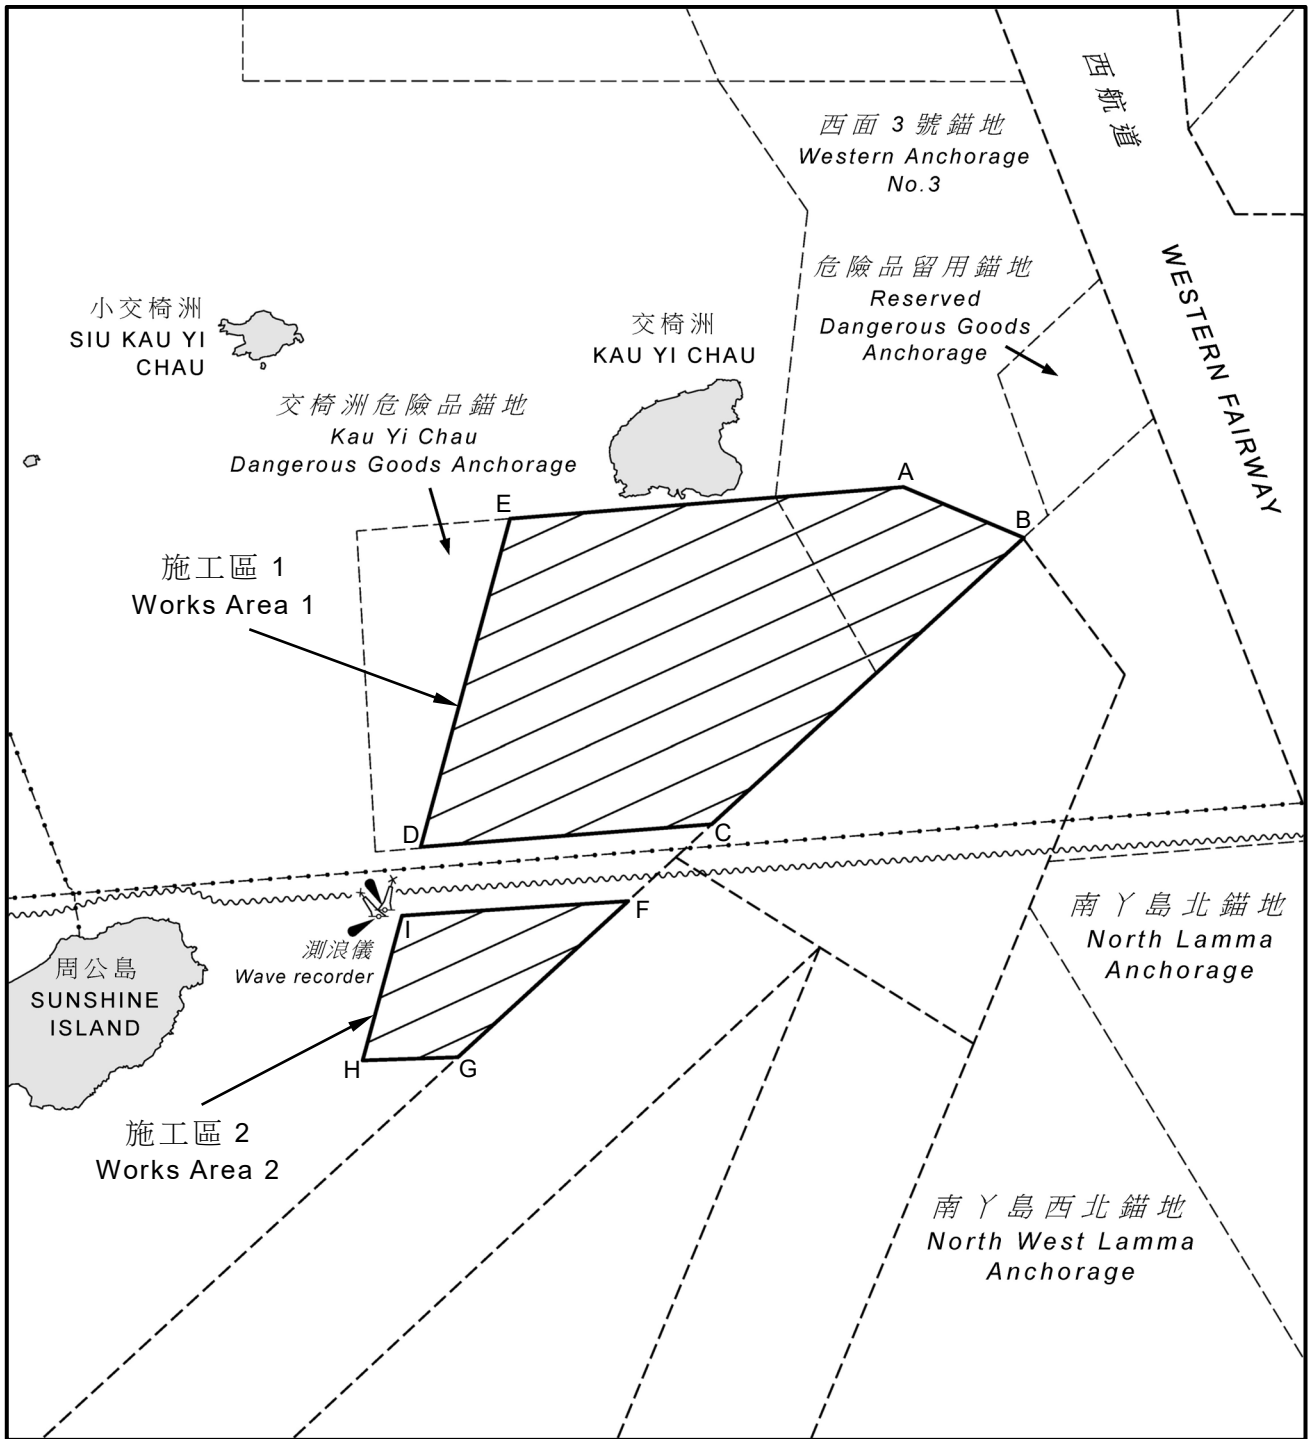 西航道
西面 3 號錨地
Western Anchorage
No.3
危險品留用錨地
Reserved
Dangerous Goods
Anchorage
WESTERN FAIRWAY
小交椅洲
SIU KAU YI
CHAU
交椅洲
KAU YI CHAU
交椅洲危險品錨地
Kau Yi Chau
Dangerous Goods Anchorage
A
E
B
施工區 1
Works Area 1
D
C
F
I
測浪儀
Wave recorder
南丫島北錨地
North Lamma
Anchorage
周公島
SUNSHINE
ISLAND
H
G
施工區 2
Works Area 2
南丫島西北錨地
North West Lamma
Anchorage